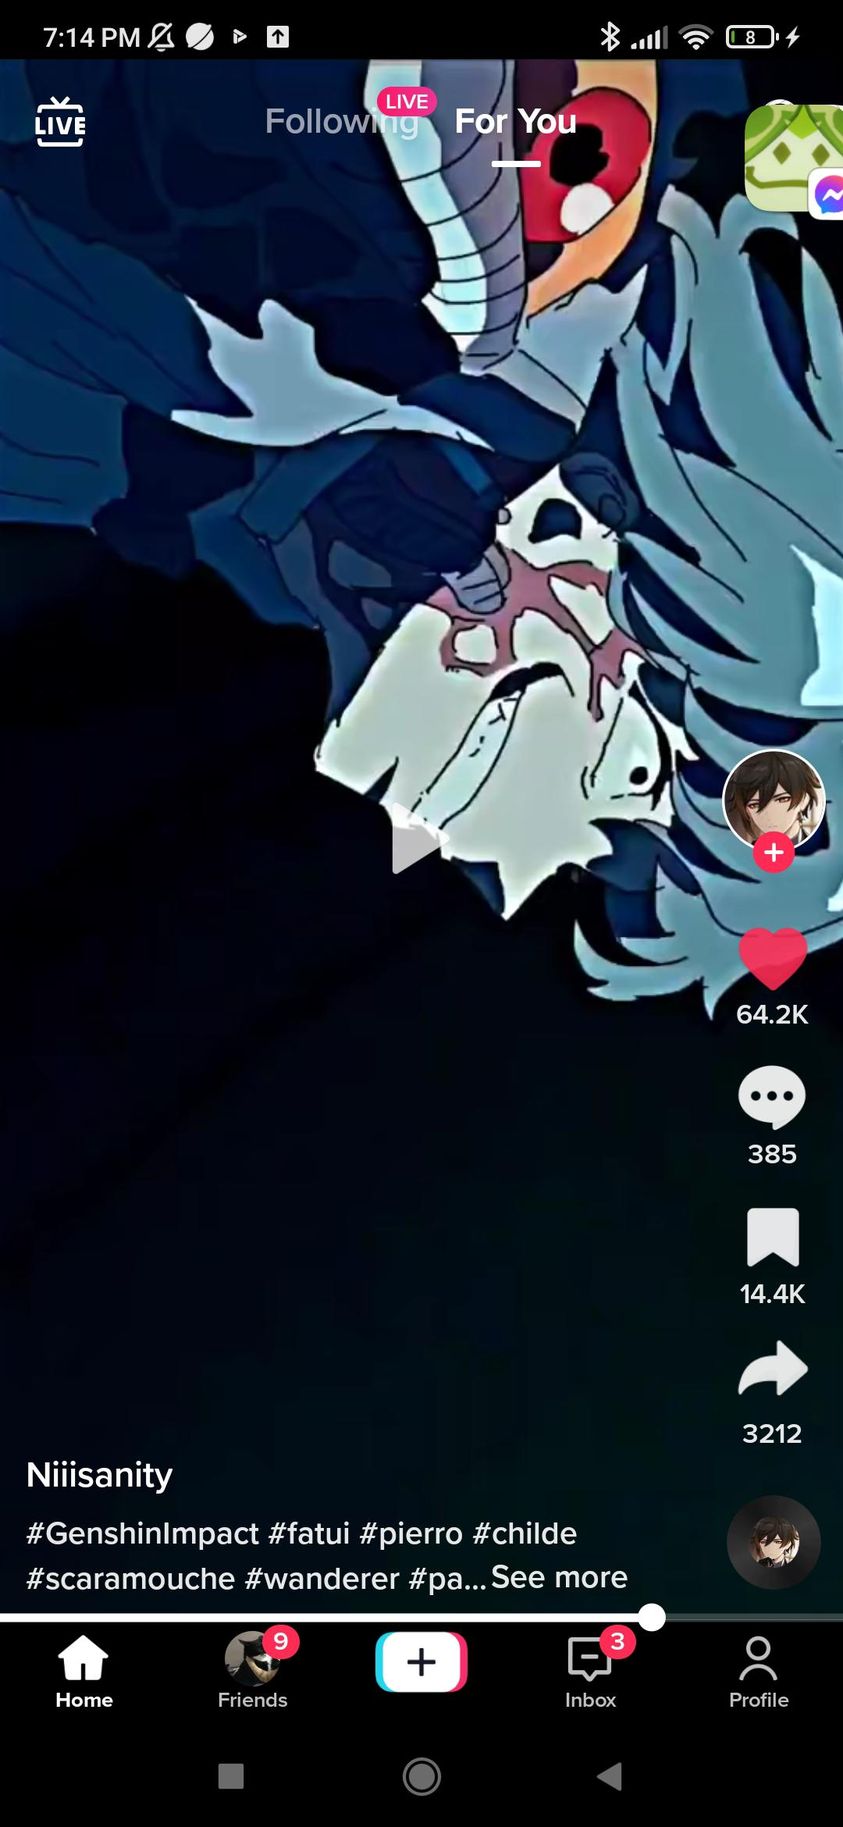 7:14 PM
8
LIVE
Following
LIVE
For You
64.2K
385
14.4K
3212
Niiisanity
#GenshinImpact #fatui #pierro #childe
#scaramouche #wanderer #pa... See more
9
3
Home
Friends
Inbox
Profile